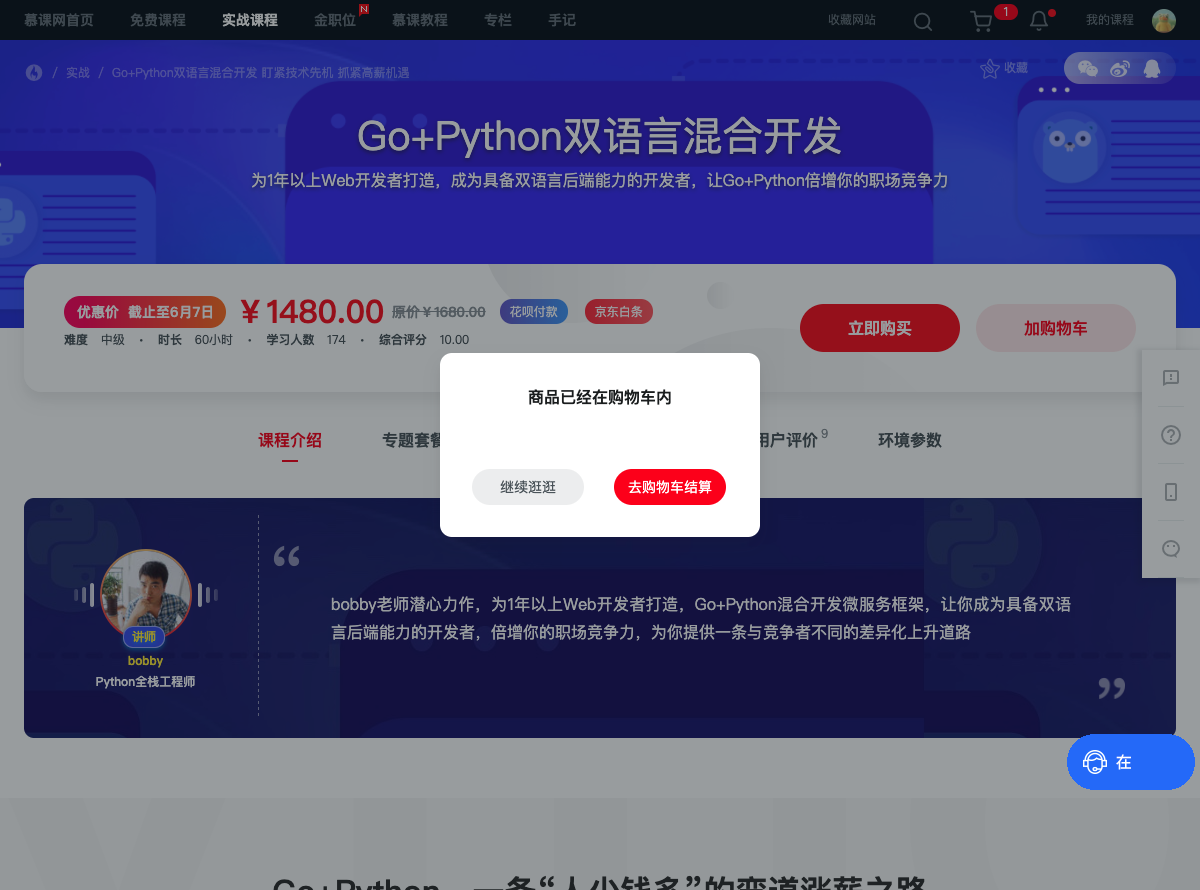 慕课网首页 免费课程 实战课程 金职位 N 慕课教程 专栏 手记 收藏网站 1 我的课程
/ 实战 / Go+Python双语言混合开发 盯紧技术先机 抓紧高薪机遇 收藏
Go+Python双语言混合开发
为1年以上Web开发者打造，成为具备双语言后端能力的开发者，让Go+Python倍增你的职场竞争力
优惠价 截止至6月7日 ¥ 1480.00 原价 ¥ 1680.00 花呗付款 京东白条
难度 中级 · 时长 60小时 · 学习人数 174 · 综合评分 10.00
立即购买 加购物车
商品已经在购物车内
继续逛逛 去购物车结算
课程介绍 专题套餐 用户评价 9 环境参数
“
bobby老师潜心力作，为1年以上Web开发者打造，Go+Python混合开发微服务框架，让你成为具备双语
言后端能力的开发者，倍增你的职场竞争力，为你提供一条与竞争者不同的差异化上升道路
”
讲师
bobby
Python全栈工程师
在
Go+Python，一条“人少钱多”的弯道涨薪之路